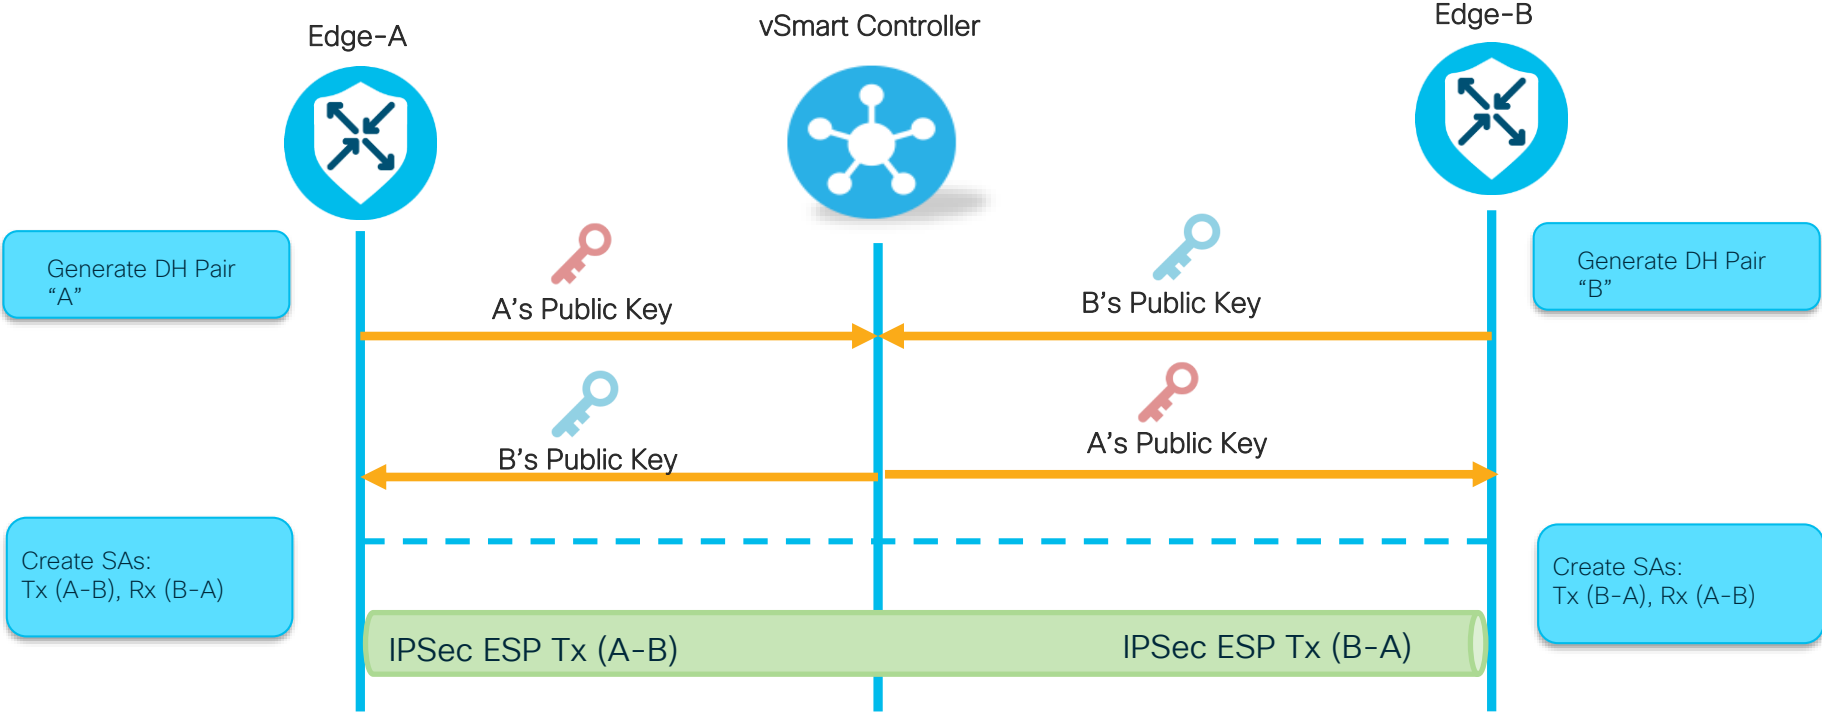 Edge-A
vSmart Controller
Edge-B
Generate DH Pair
“A”
A’s Public Key
B’s Public Key
Generate DH Pair
“B”
B’s Public Key
A’s Public Key
Create SAs:
Tx (A-B), Rx (B-A)
Create SAs:
Tx (B-A), Rx (A-B)
IPSec ESP Tx (A-B)
IPSec ESP Tx (B-A)